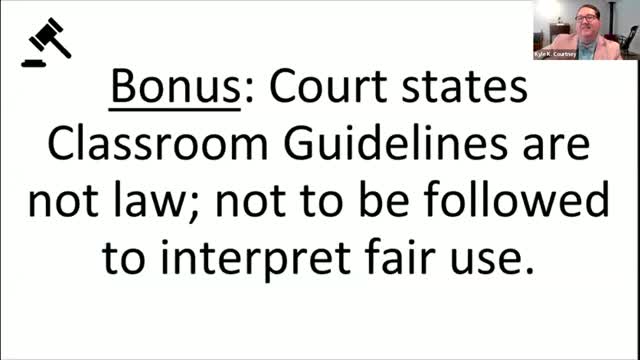 Kyle K. Courtney
Bonus: Court states
Classroom Guidelines are
not law; not to be followed
to interpret fair use.